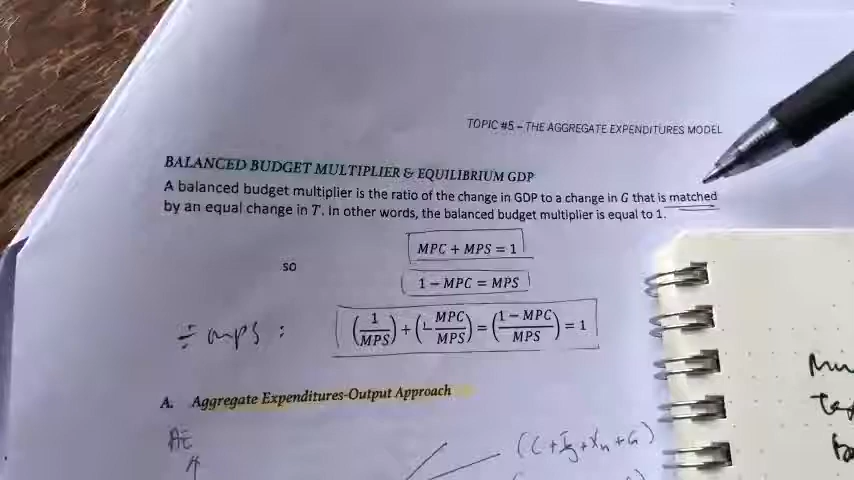 TOPIC #5 – THE AGGREGATE EXPENDITURES MODEL
BALANCED BUDGET MULTIPLIER & EQUILIBRIUM GDP
A balanced budget multiplier is the ratio of the change in GDP to a change in G that is matched
by an equal change in T. In other words, the balanced budget multiplier is equal to 1.
MPC + MPS = 1
so
1 − MPC = MPS
÷ mps : (1/MPS) + (−MPC/MPS) = (1 − MPC/MPS) = 1
A. Aggregate Expenditures-Output Approach
AE
(C+Ig+Xn+G)